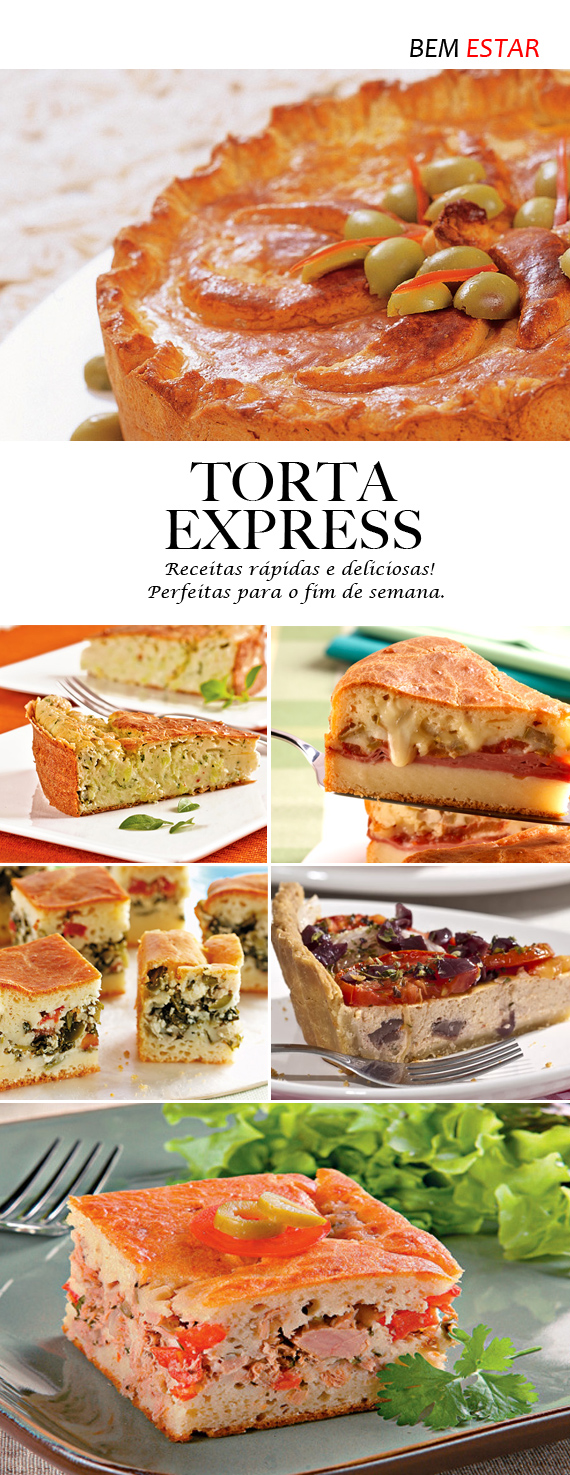 BEM ESTAR
TORTA
EXPRESS
Receitas rápidas e deliciosas!
Perfeitas para o fim de semana.